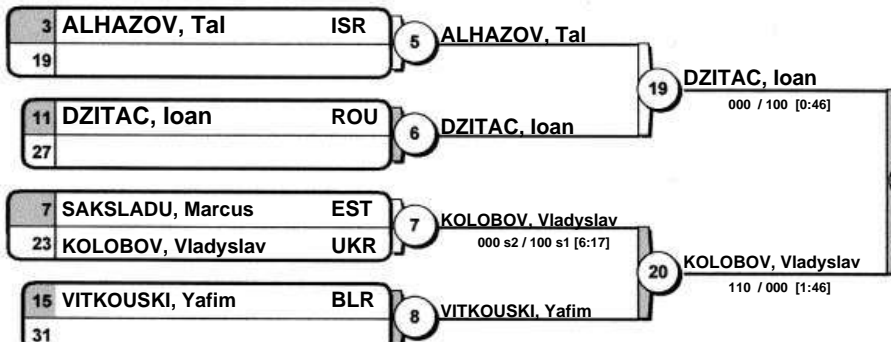 3 ALHAZOV, Tal ISR
19
5
ALHAZOV, Tal
11 DZITAC, Ioan ROU
27
6
DZITAC, Ioan
19
DZITAC, Ioan
000 / 100 [0:46]
7 SAKSLADU, Marcus EST
23 KOLOBOV, Vladyslav UKR
7
KOLOBOV, Vladyslav
000 s2 / 100 s1 [6:17]
15 VITKOUSKI, Yafim BLR
31
8
VITKOUSKI, Yafim
20
KOLOBOV, Vladyslav
110 / 000 [1:46]